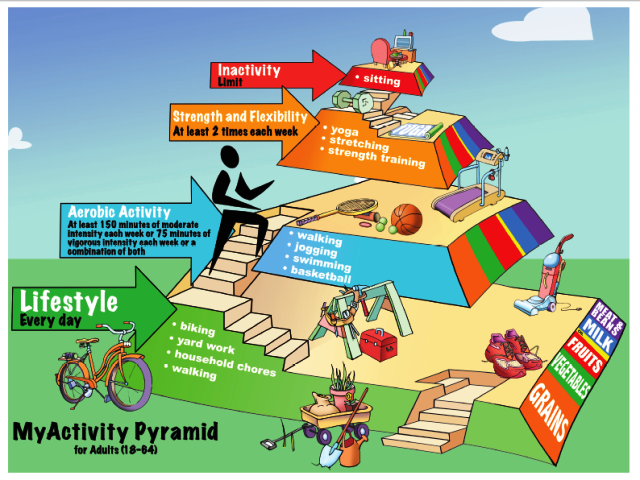 Inactivity
Limit
• sitting
Strength and Flexibility
At least 2 times each week
• yoga
• stretching
• strength training
YOGA
Aerobic Activity
At least 150 minutes of moderate
intensity each week or 75 minutes of
vigorous intensity each week or a
combination of both
• walking
• jogging
• swimming
• basketball
Lifestyle
Every day
• biking
• yard work
• household chores
• walking
MEAT &
BEANS
MILK
FRUITS
VEGETABLES
GRAINS
MyActivity Pyramid
for Adults (18-64)